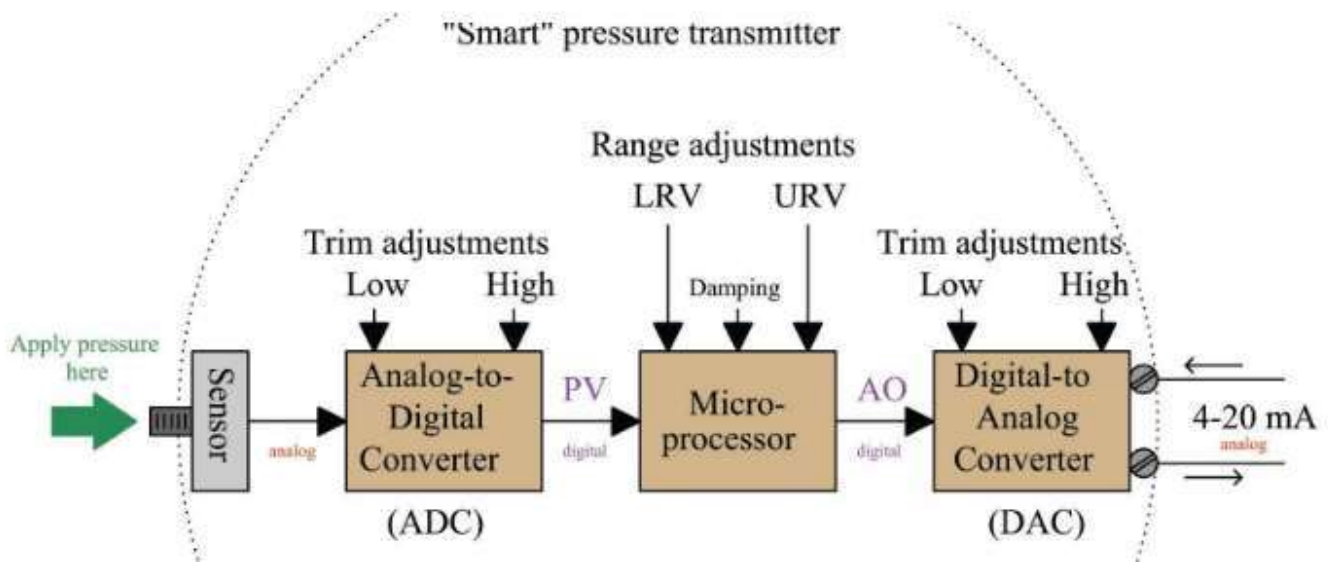 "Smart" pressure transmitter
Range adjustments
LRV URV
Trim adjustments
Low High
Damping
Trim adjustments
Low High
Apply pressure
here
Sensor
analog
Analog-to-
Digital
Converter
(ADC)
PV
digital
Micro-
processor
AO
digital
Digital-to
Analog
Converter
(DAC)
4-20 mA
analog